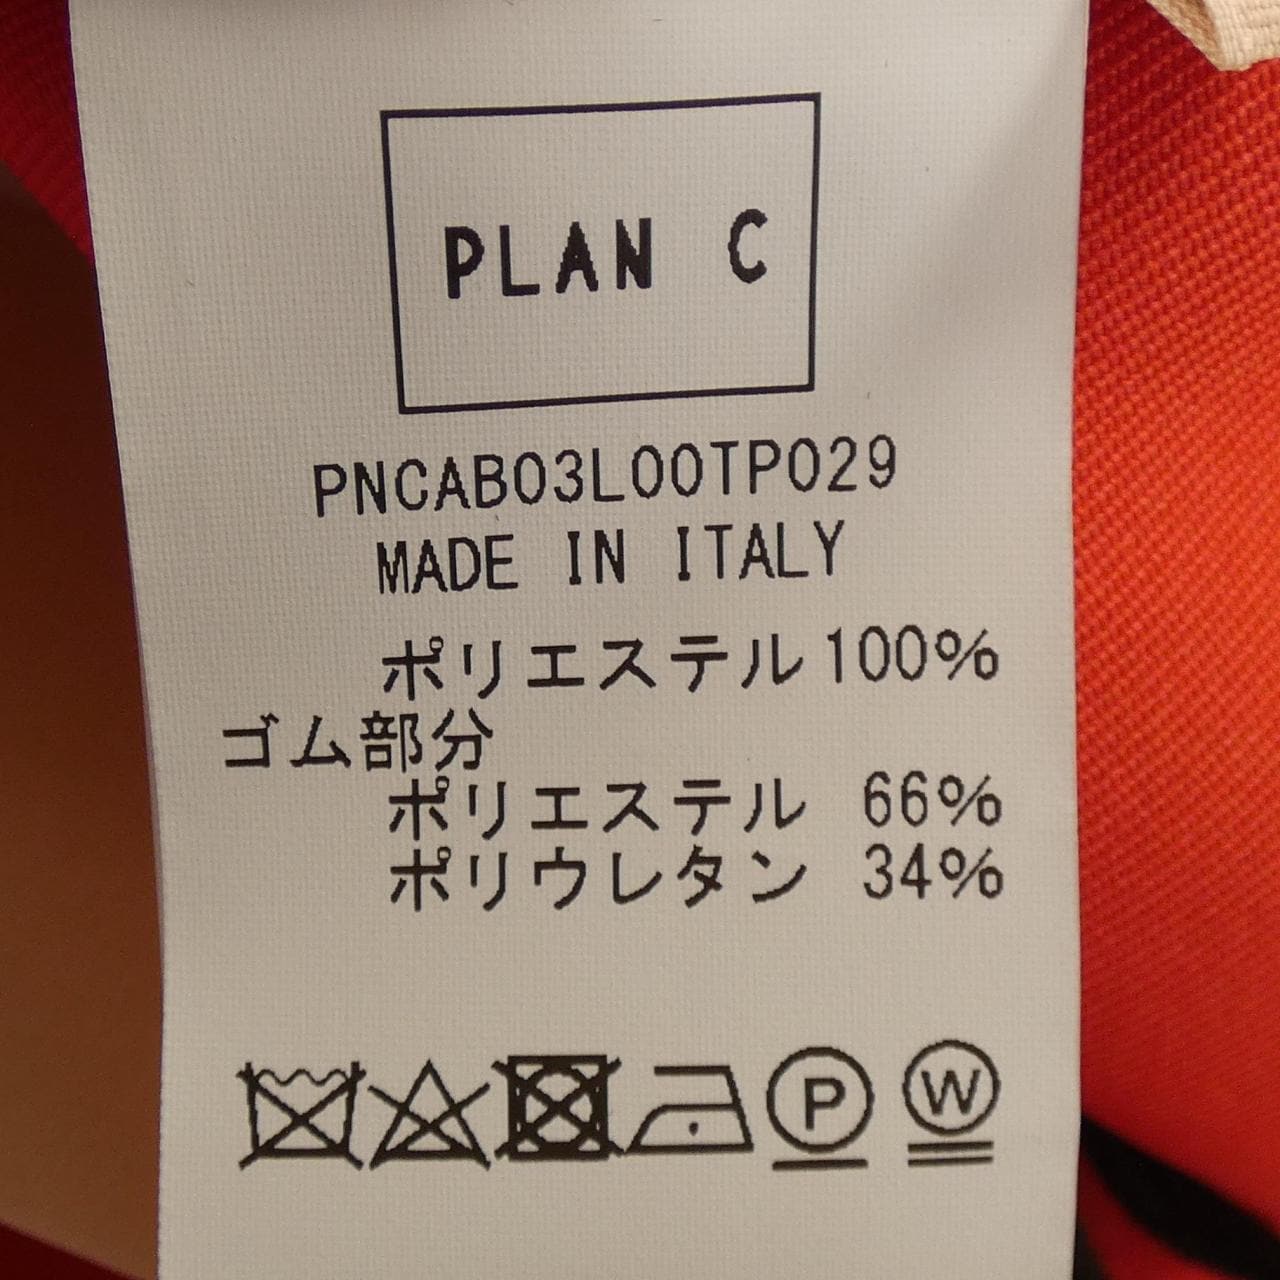 PLAN C
PNCAB03L00TP029
MADE IN ITALY
ポリエステル100%
ゴム部分
ポリエステル 66%
ポリウレタン 34%
P W